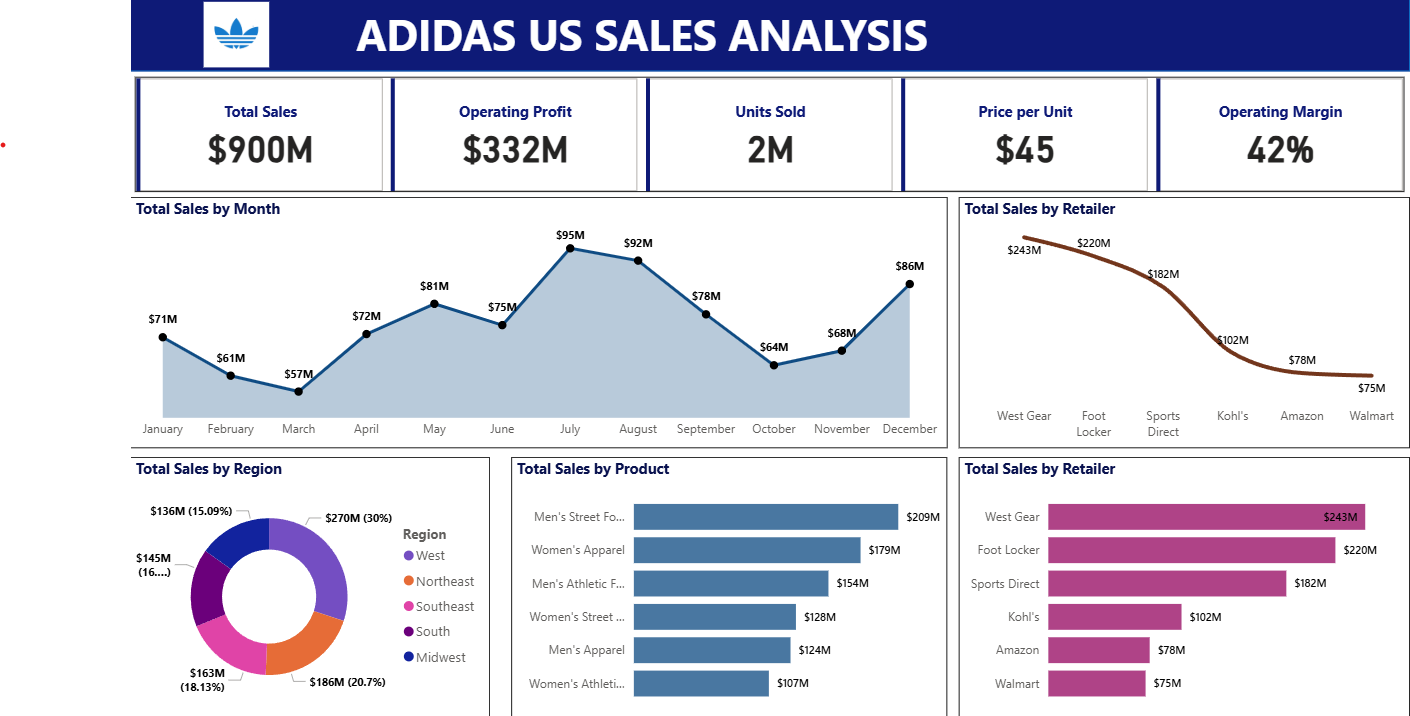 ADIDAS US SALES ANALYSIS
Total Sales
$900M
Operating Profit
$332M
Units Sold
2M
Price per Unit
$45
Operating Margin
42%
Total Sales by Month
$71M
$61M
$57M
$72M
$81M
$75M
$95M
$92M
$78M
$64M
$68M
$86M
January
February
March
April
May
June
July
August
September
October
November
December
Total Sales by Retailer
$243M
$220M
$182M
$102M
$78M
$75M
West Gear
Foot
Locker
Sports
Direct
Kohl's
Amazon
Walmart
Total Sales by Region
$136M (15.09%)
$270M (30%)
$145M
(16....)
$163M
(18.13%)
$186M (20.7%)
Region
West
Northeast
Southeast
South
Midwest
Total Sales by Product
Men's Street Fo... $209M
Women's Apparel $179M
Men's Athletic F... $154M
Women's Street ... $128M
Men's Apparel $124M
Women's Athleti... $107M
Total Sales by Retailer
West Gear $243M
Foot Locker $220M
Sports Direct $182M
Kohl's $102M
Amazon $78M
Walmart $75M